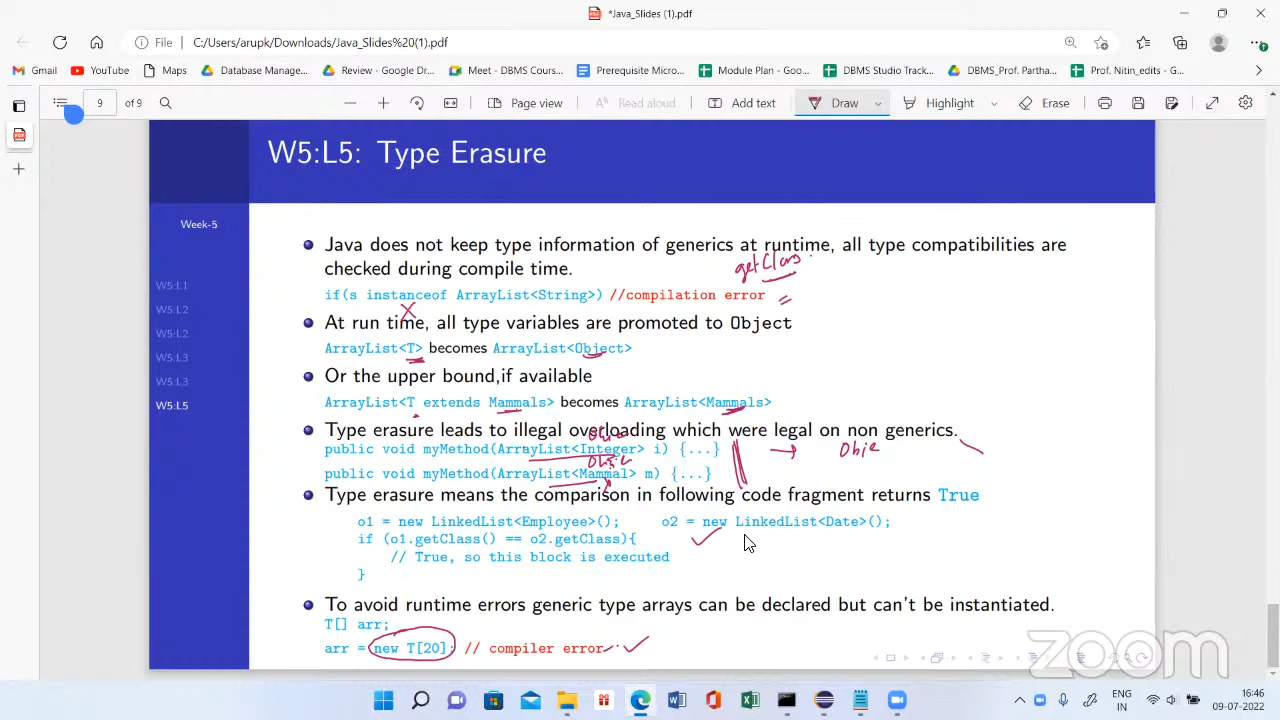 *Java_Slides (1).pdf
File C:/Users/arupk/Downloads/Java_Slides%20(1).pdf
Gmail YouTube Maps Database Manage... Review - Google Dr... Meet - DBMS Cours... Prerequisite Microc... Module Plan - Goo... DBMS Studio Track... DBMS_Prof. Partha... Prof. Nitin_edits - G...
9 of 9 Page view Read aloud Add text Draw Highlight Erase
W5:L5: Type Erasure
Week-5
W5:L1
W5:L2
W5:L2
W5:L3
W5:L3
W5:L5
Java does not keep type information of generics at runtime, all type compatibilities are
checked during compile time.
getClass
if(s instanceof ArrayList<String>) //compilation error
At run time, all type variables are promoted to Object
ArrayList<T> becomes ArrayList<Object>
Or the upper bound,if available
ArrayList<T extends Mammals> becomes ArrayList<Mammals>
Type erasure leads to illegal overloading which were legal on non generics.
Obje
public void myMethod(ArrayList<Integer> i) {...} Obje
Obje
public void myMethod(ArrayList<Mammal> m) {...}
Type erasure means the comparison in following code fragment returns True
o1 = new LinkedList<Employee>(); o2 = new LinkedList<Date>();
if (o1.getClass() == o2.getClass){
// True, so this block is executed
}
To avoid runtime errors generic type arrays can be declared but can't be instantiated.
T[] arr;
arr = new T[20]; // compiler error
zoom
ENG
IN
16:46
09-07-2022